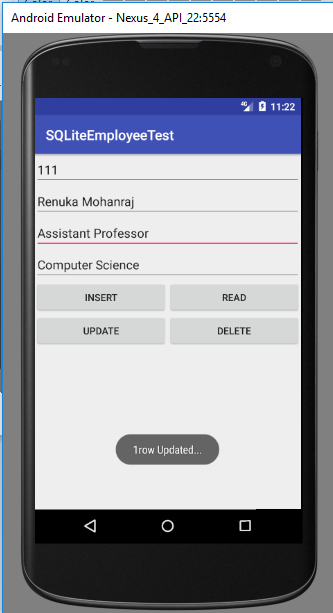 Android Emulator - Nexus_4_API_22:5554
11:22
SQLiteEmployeeTest
111
Renuka Mohanraj
Assistant Professor
Computer Science
INSERT READ
UPDATE DELETE
1row Updated...